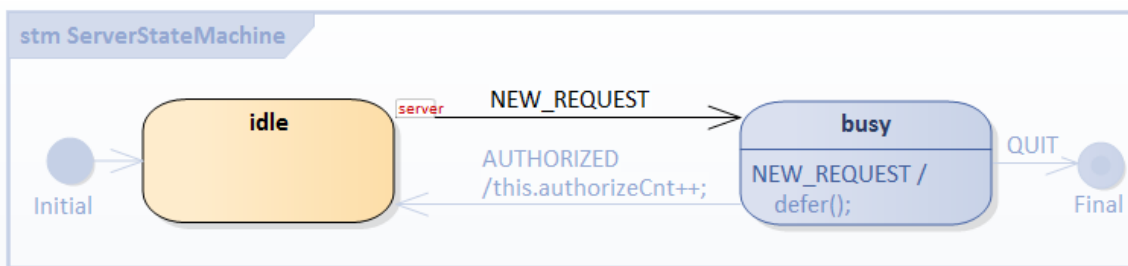 stm ServerStateMachine
idle
server
NEW_REQUEST
busy
AUTHORIZED
/this.authorizeCnt++;
NEW_REQUEST /
defer();
QUIT
Initial
Final